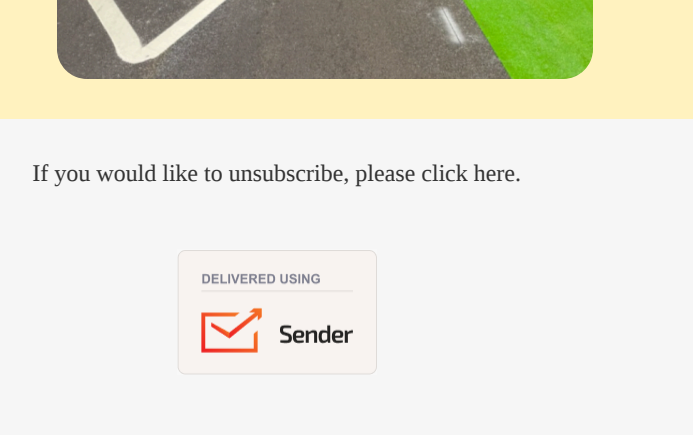 If you would like to unsubscribe, please click here.
DELIVERED USING
Sender